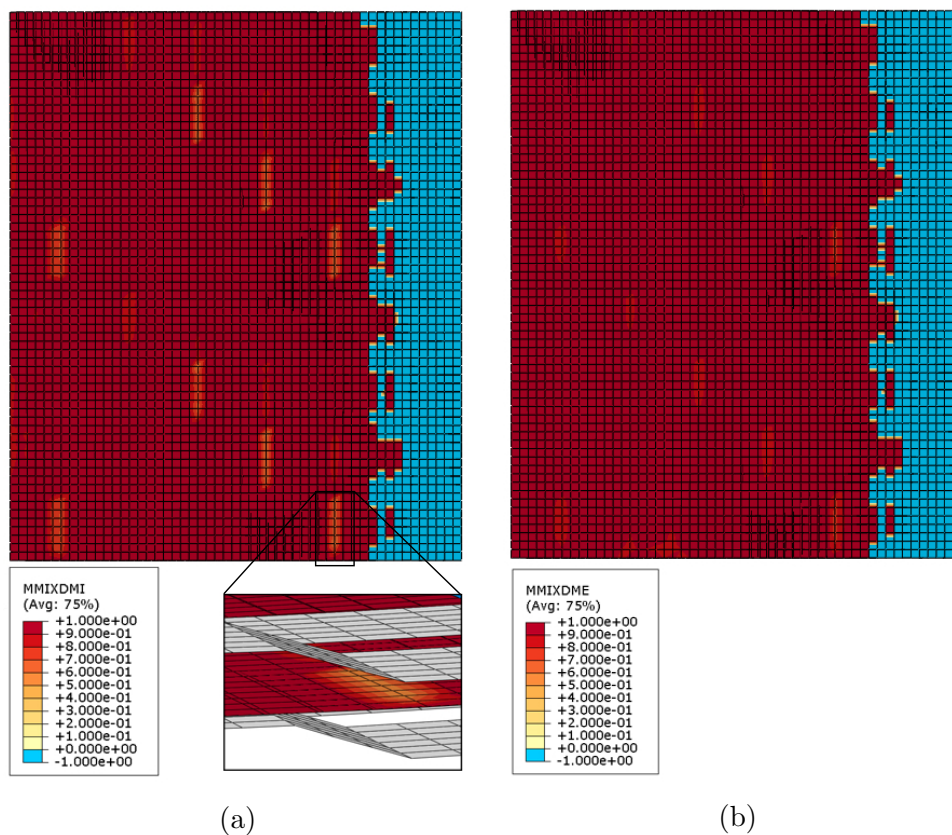 MMIXDMI
(Avg: 75%)
+1.000e+00
+9.000e-01
+8.000e-01
+7.000e-01
+6.000e-01
+5.000e-01
+4.000e-01
+3.000e-01
+2.000e-01
+1.000e-01
+0.000e+00
-1.000e+00
MMIXDME
(Avg: 75%)
+1.000e+00
+9.000e-01
+8.000e-01
+7.000e-01
+6.000e-01
+5.000e-01
+4.000e-01
+3.000e-01
+2.000e-01
+1.000e-01
+0.000e+00
-1.000e+00
(a)
(b)